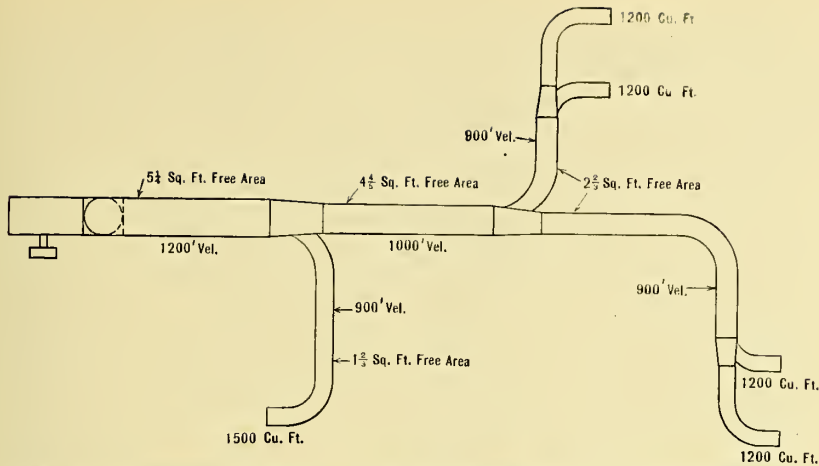 1200 Cu. Ft
1200 Cu. Ft.
900' Vel.
5¼ Sq. Ft. Free Area
4⅘ Sq. Ft. Free Area
2⅔ Sq. Ft. Free Area
1200' Vel.
1000' Vel.
900' Vel.
900' Vel.
1⅔ Sq. Ft. Free Area
1200 Cu. Ft.
1500 Cu. Ft.
1200 Cu. Ft.